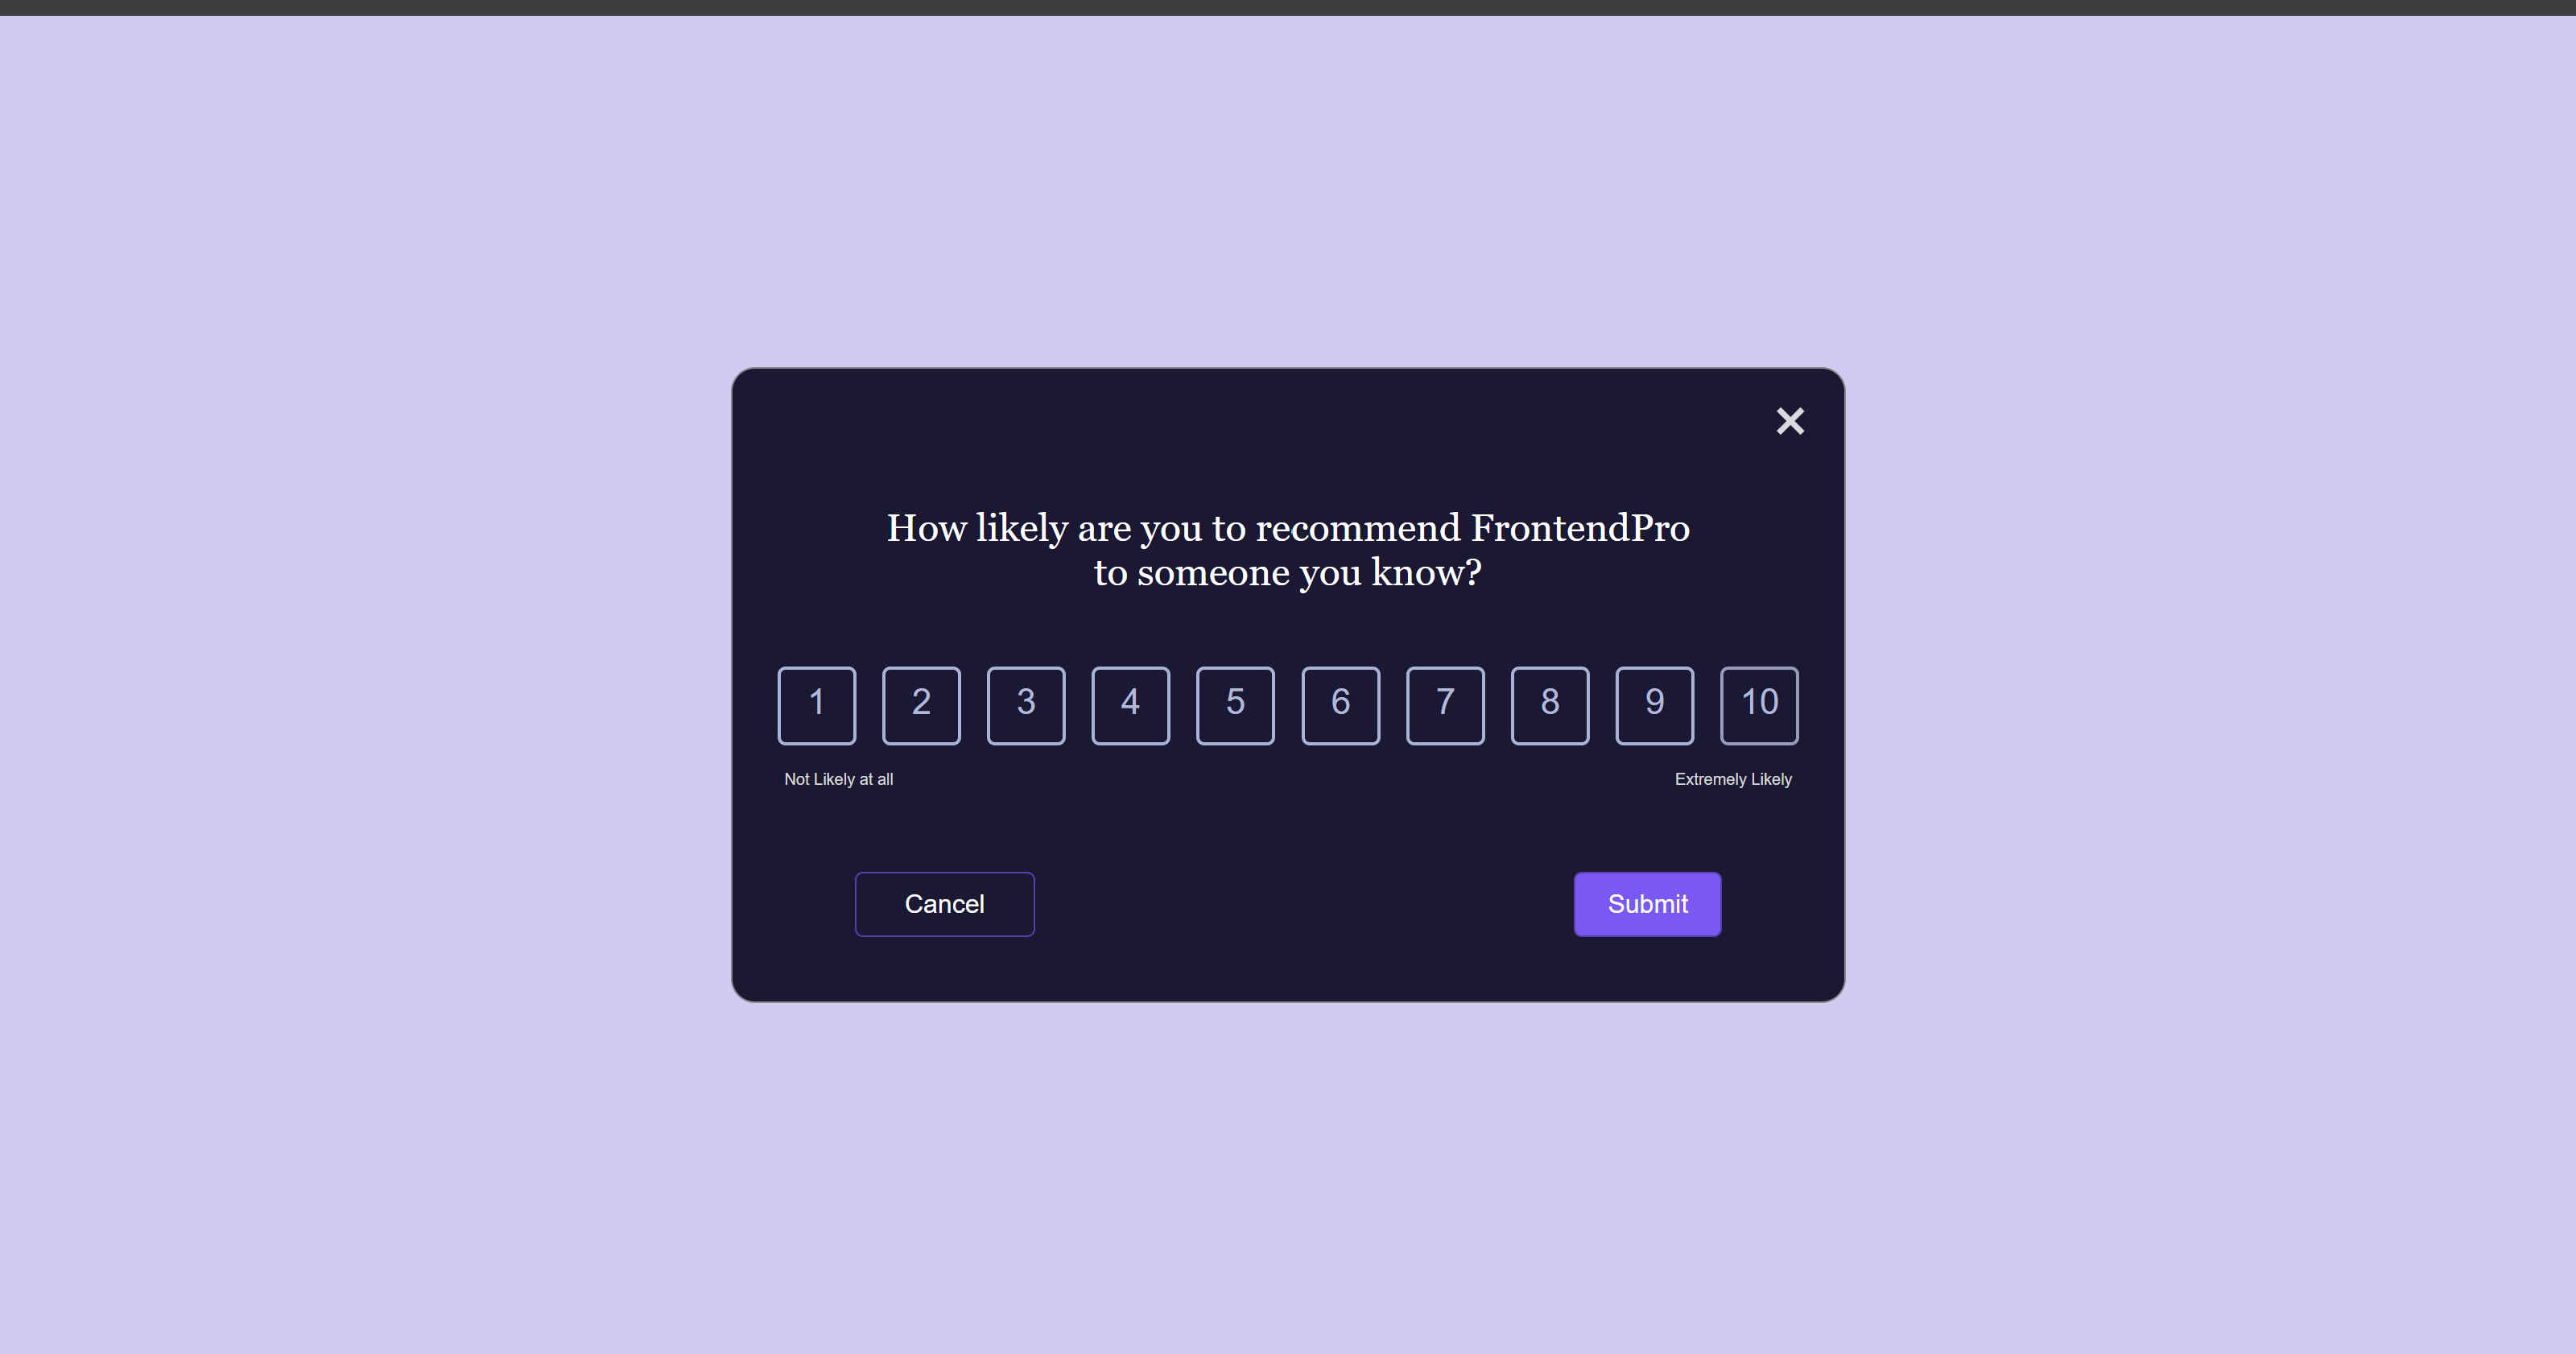 How likely are you to recommend FrontendPro
to someone you know?
1 2 3 4 5 6 7 8 9 10
Not Likely at all Extremely Likely
Cancel Submit